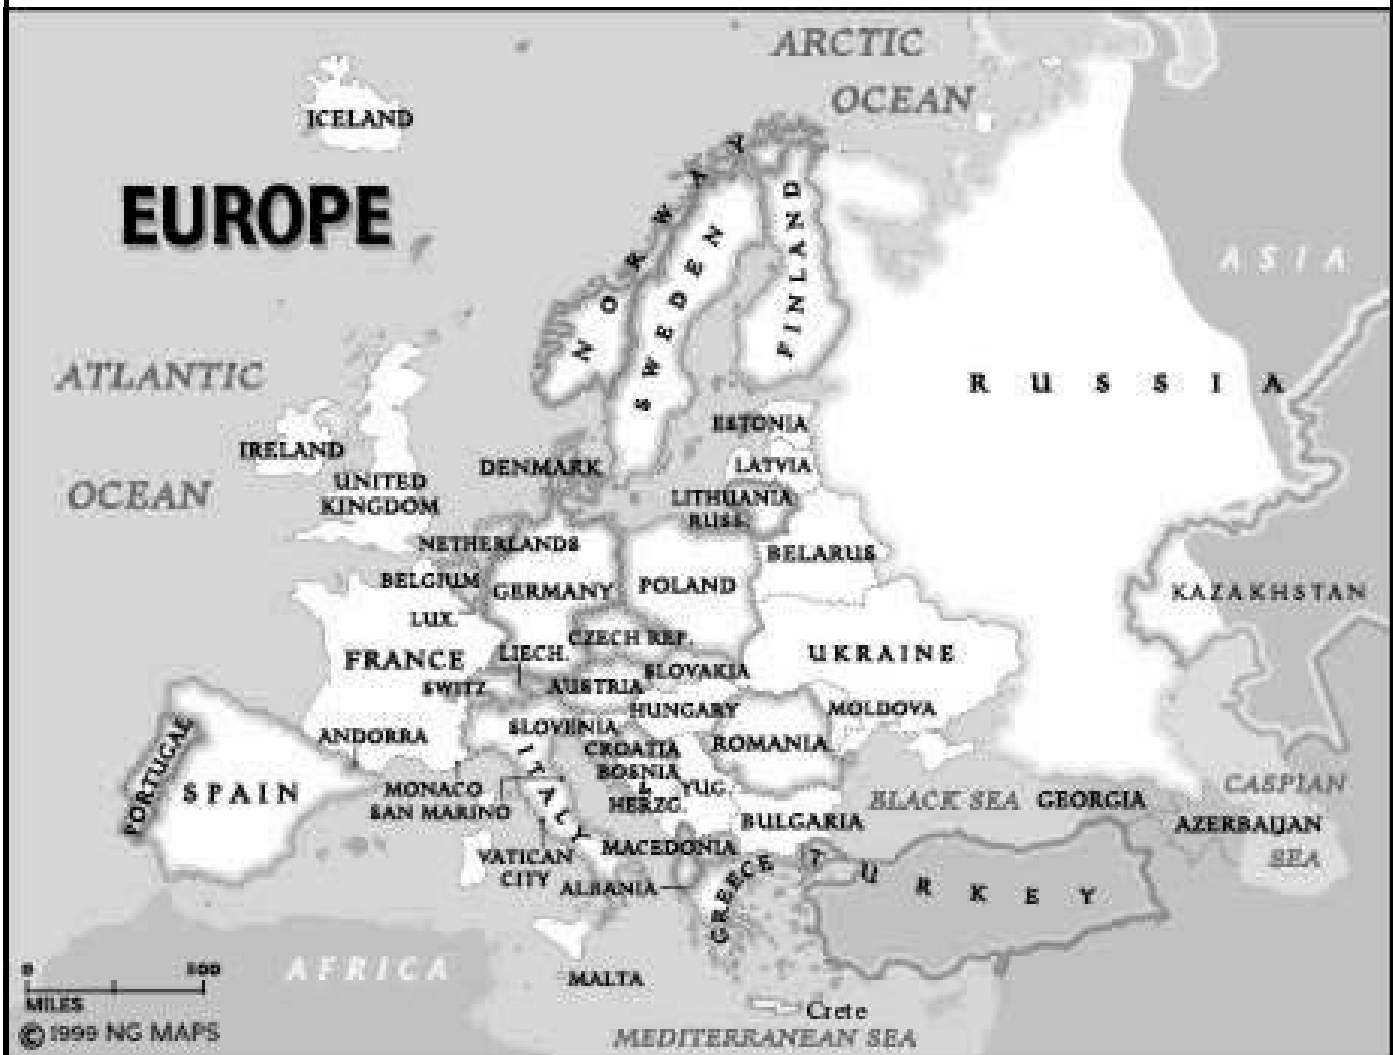 ARCTIC
OCEAN
ICELAND
EUROPE
NORWAY
SWEDEN
FINLAND
ASIA
ATLANTIC
OCEAN
RUSSIA
IRELAND
UNITED
KINGDOM
DENMARK
ESTONIA
LATVIA
LITHUANIA
RUSS.
NETHERLANDS
BELARUS
BELGIUM
GERMANY
POLAND
KAZAKHSTAN
LUX.
CZECH REP.
FRANCE
LIECH.
UKRAINE
SLOVAKIA
SWITZ.
AUSTRIA
HUNGARY
MOLDOVA
SLOVENIA
ANDORRA
CROATIA
ROMANIA
PORTUGAL
SPAIN
ITALY
BOSNIA
&
HERZG.
YUG.
MONACO
SAN MARINO
BLACK SEA
GEORGIA
CASPIAN
SEA
BULGARIA
AZERBAIJAN
MACEDONIA
VATICAN
CITY
ALBANIA
GREECE
TURKEY
AFRICA
MALTA
Crete
MEDITERRANEAN SEA
0 500
MILES
© 1999 NG MAPS